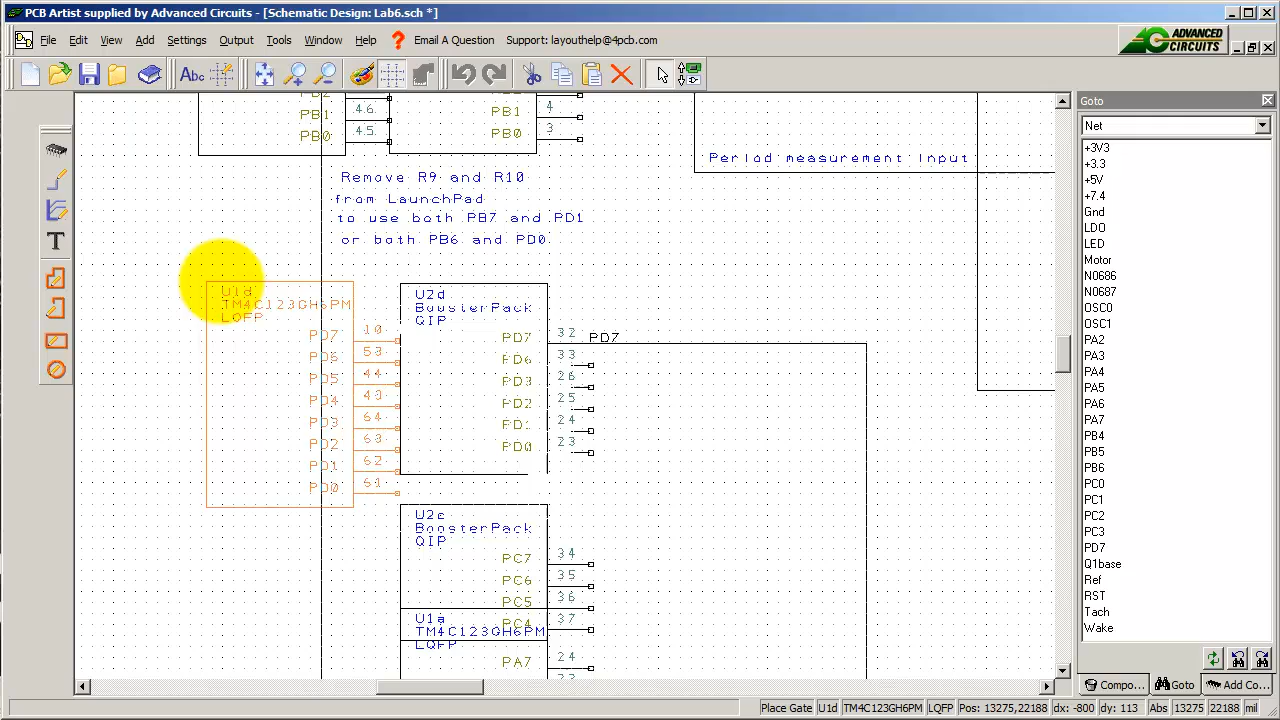 PCB Artist supplied by Advanced Circuits - [Schematic Design: Lab6.sch *]
File Edit View Add Settings Output Tools Window Help ? Email A Question Support: layouthelp@4pcb.com
ADVANCED
CIRCUITS
Abc
PB2
PB1 46
PB0 45
PB1 4
PB0 3
Period measurement input
Remove R9 and R10
from LaunchPad
to use both PB7 and PD1
or both PB6 and PD0.
U1d
TM4C123GH6PM
LQFP
PD7 10
PD6 53
PD5 44
PD4 43
PD3 64
PD2 63
PD1 62
PD0 61
U2d
BoosterPack
QIP
PD7 32 PD7
PD6 33
PD3 26
PD2 25
PD1 24
PD0 23
U2c
BoosterPack
QIP
PC7 34
PC6 35
PC5 36
PC4 37
U1a
TM4C123GH6PM
LQFP
PA7 24
Goto
Net
+3V3
+3.3
+5V
+7.4
Gnd
LDO
LED
Motor
N0686
N0687
OSC0
OSC1
PA2
PA3
PA4
PA5
PA6
PA7
PB4
PB5
PB6
PC0
PC1
PC2
PC3
PD7
Q1base
Ref
RST
Tach
Wake
Compo... Goto Add Co...
Place Gate U1d TM4C123GH6PM LQFP Pos: 13275,22188 dx: -800 dy: 113 Abs 13275 22188 mil